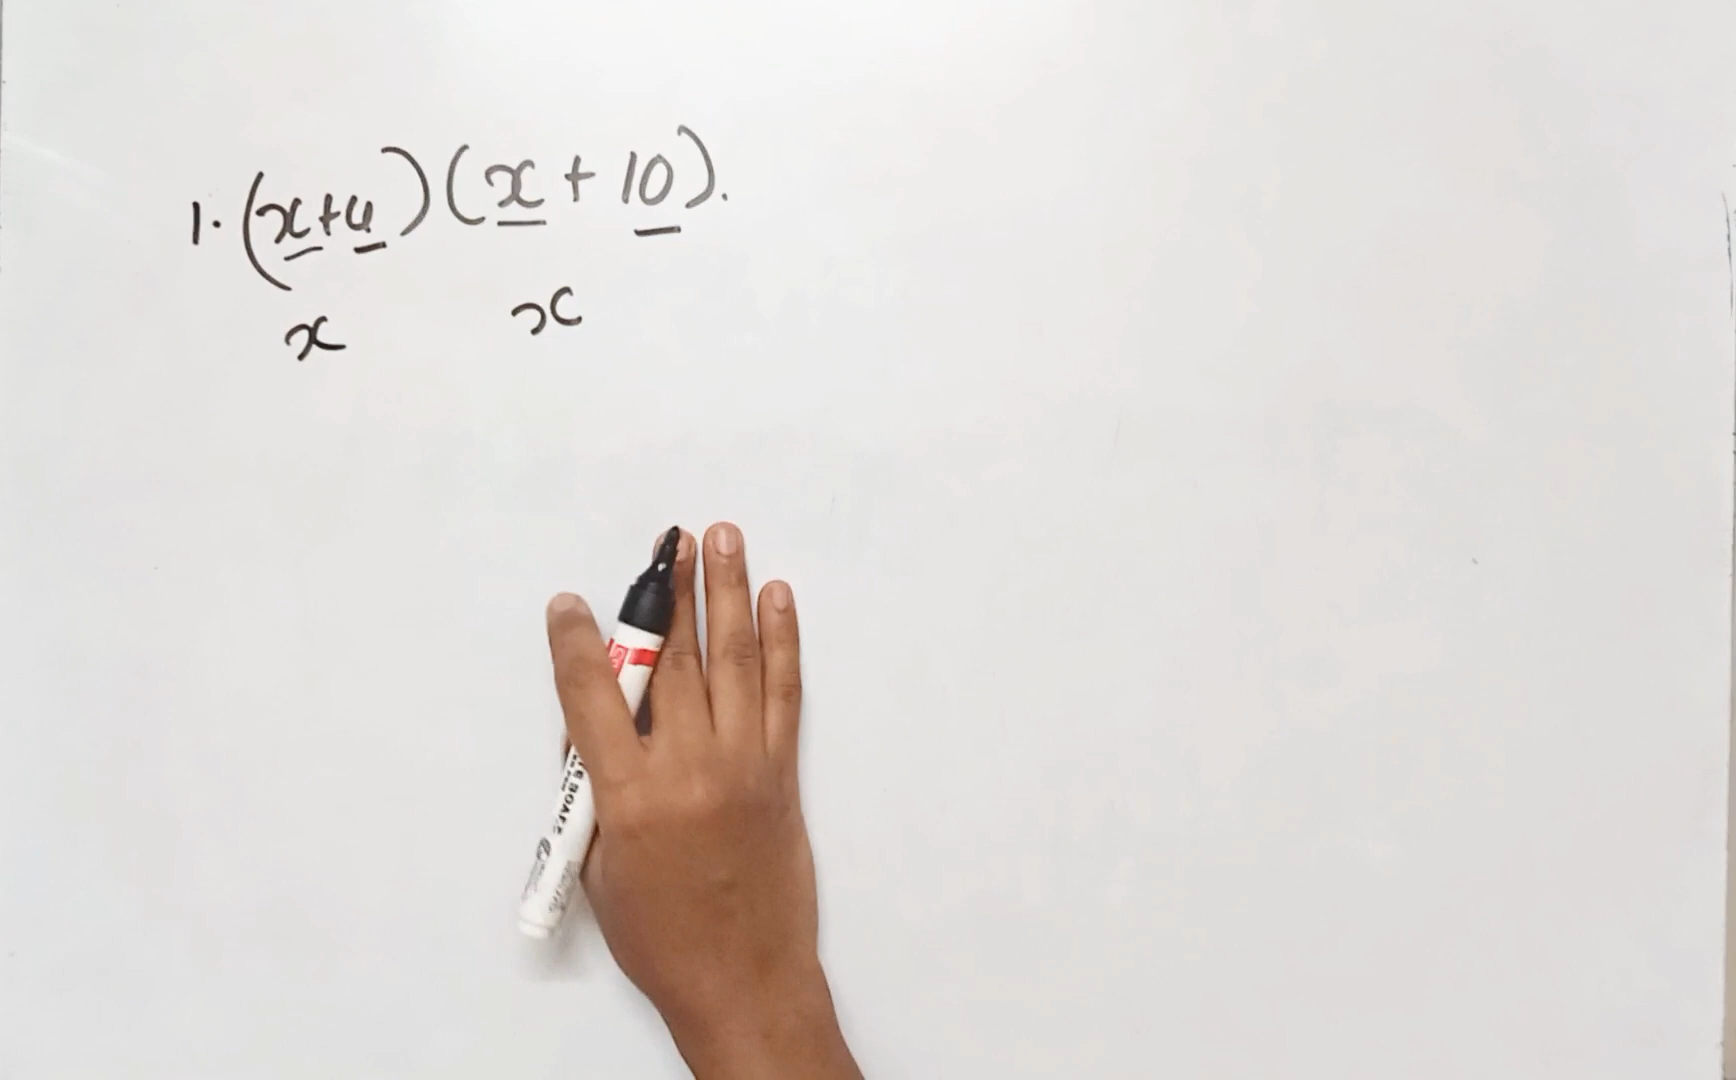 1. (x+4)(x + 10).
x x